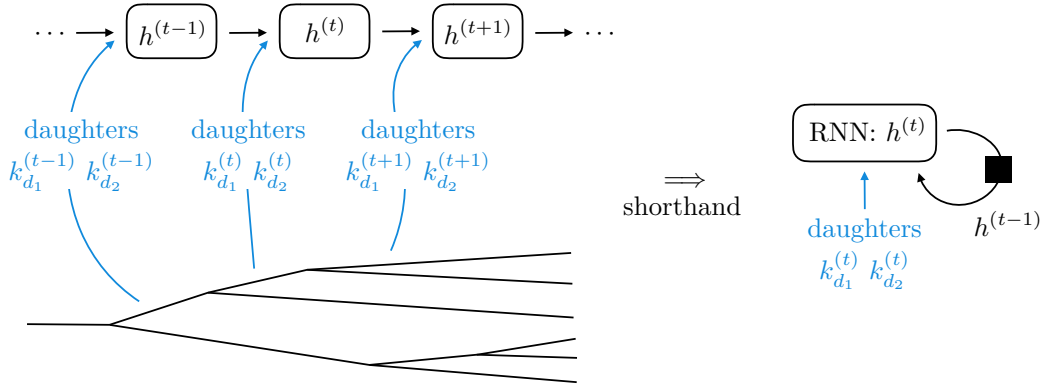 ⋯ → h^{(t-1)} → h^{(t)} → h^{(t+1)} → ⋯
daughters daughters daughters
k_{d_1}^{(t-1)} k_{d_2}^{(t-1)} k_{d_1}^{(t)} k_{d_2}^{(t)} k_{d_1}^{(t+1)} k_{d_2}^{(t+1)}
⟹
shorthand
RNN: h^{(t)}
h^{(t-1)}
daughters
k_{d_1}^{(t)} k_{d_2}^{(t)}